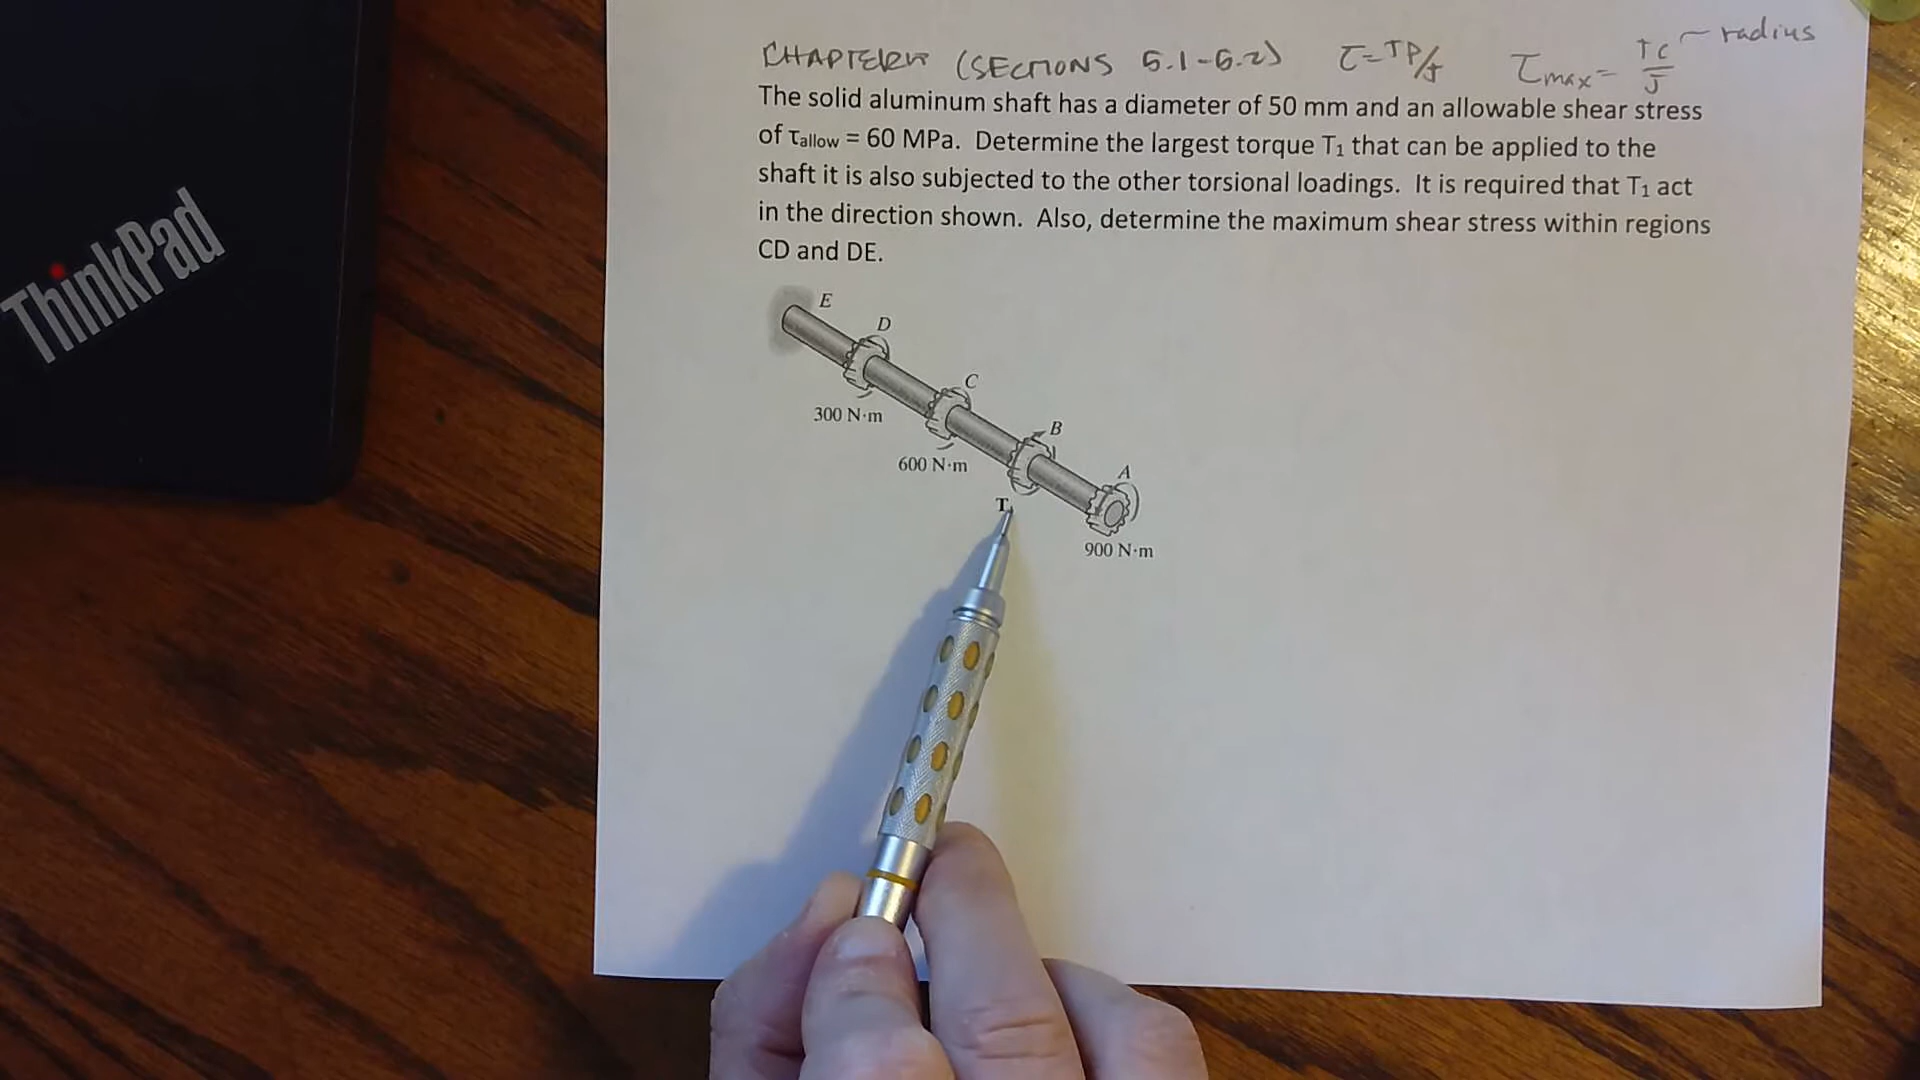 CHAPTER (SECTIONS 5.1-5.2) τ=Tρ/J τmax= TC/J ~ radius
The solid aluminum shaft has a diameter of 50 mm and an allowable shear stress
of τallow = 60 MPa. Determine the largest torque T₁ that can be applied to the
shaft it is also subjected to the other torsional loadings. It is required that T₁ act
in the direction shown. Also, determine the maximum shear stress within regions
CD and DE.
E
D
C
300 N·m
B
600 N·m
A
T
900 N·m
ThinkPad